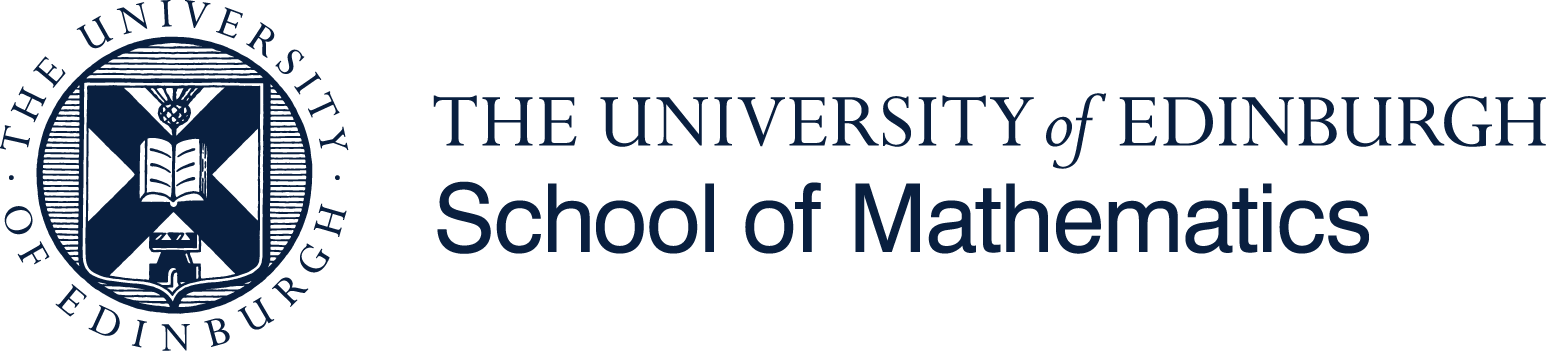 THE UNIVERSITY
OF EDINBURGH
THE UNIVERSITY of EDINBURGH
School of Mathematics